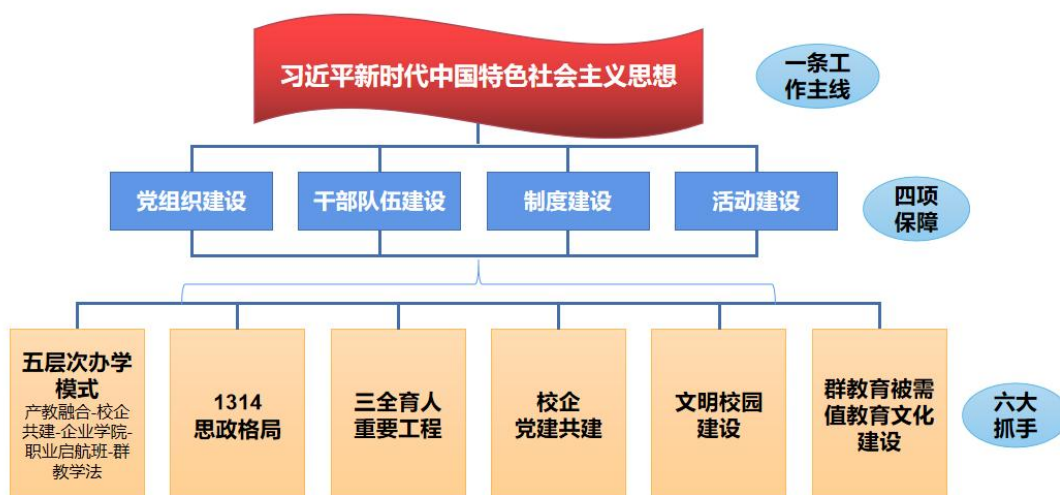 习近平新时代中国特色社会主义思想
一条工
作主线
党组织建设
干部队伍建设
制度建设
活动建设
四项
保障
五层次办学
模式
产教融合-校企
共建-企业学院-
职业启航班-群
教学法
1314
思政格局
三全育人
重要工程
校企
党建共建
文明校园
建设
群教育被需
值教育文化
建设
六大
抓手